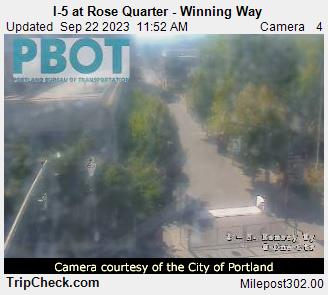 I-5 at Rose Quarter - Winning Way
Updated Sep 22 2023 11:52 AM Camera 4
PBOT
PORTLAND BUREAU OF TRANSPORTATION
Camera courtesy of the City of Portland
TripCheck.com Milepost302.00